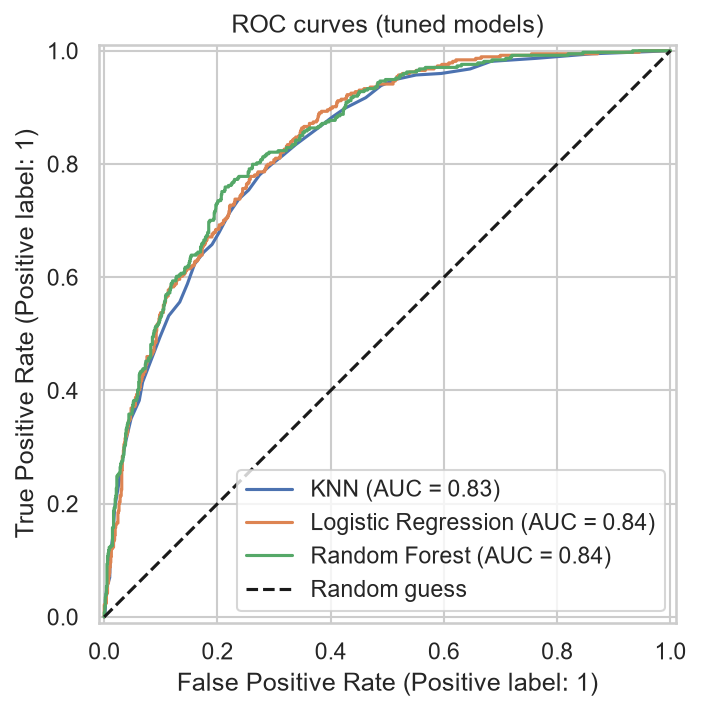 ROC curves (tuned models)
True Positive Rate (Positive label: 1)
1.0
0.8
0.6
0.4
0.2
0.0
KNN (AUC = 0.83)
Logistic Regression (AUC = 0.84)
Random Forest (AUC = 0.84)
Random guess
0.0 0.2 0.4 0.6 0.8 1.0
False Positive Rate (Positive label: 1)